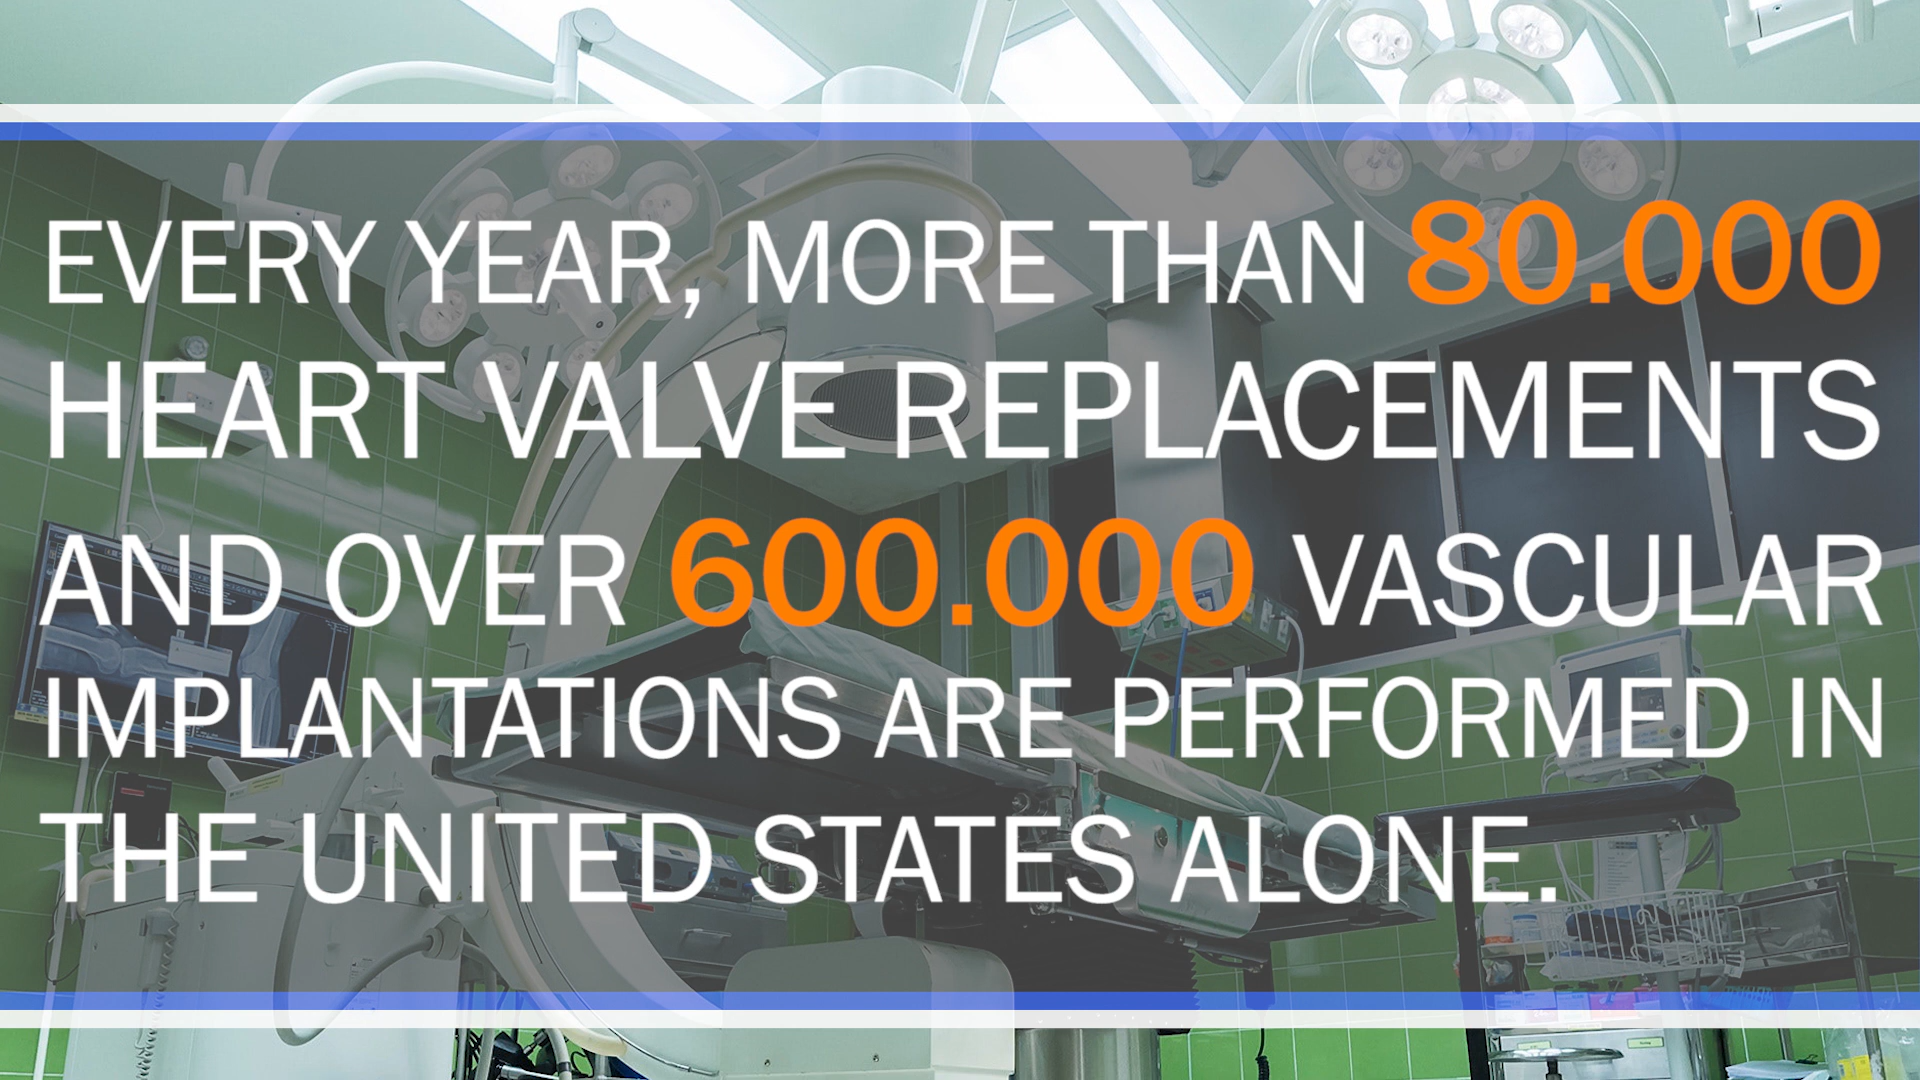 EVERY YEAR, MORE THAN 80.000
HEART VALVE REPLACEMENTS
AND OVER 600.000 VASCULAR
IMPLANTATIONS ARE PERFORMED IN
THE UNITED STATES ALONE.